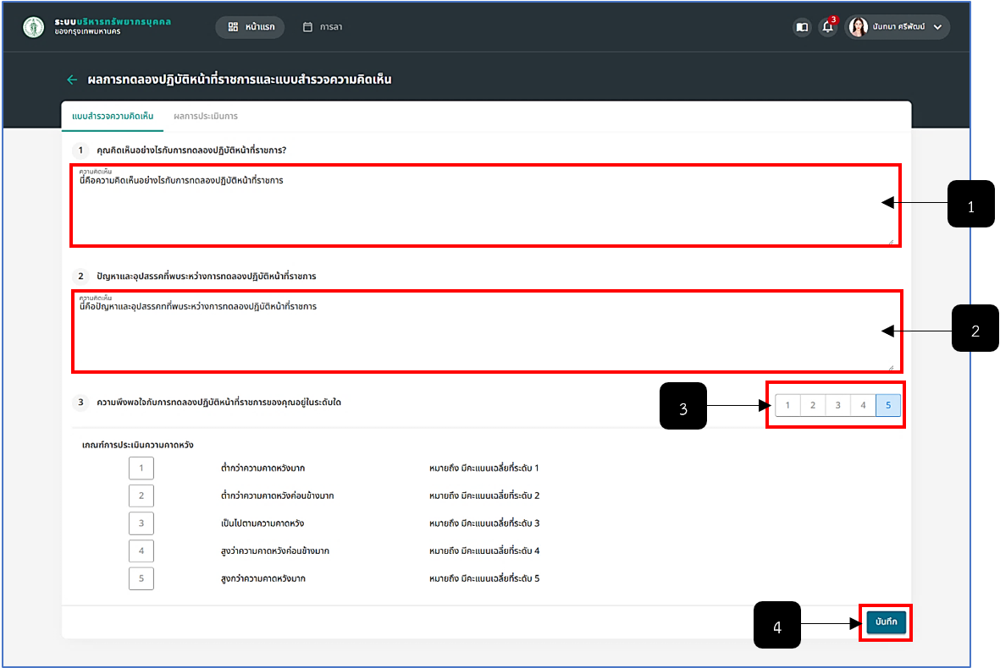 ระบบบริหารทรัพยากรบุคคล
ของกรุงเทพมหานคร
หน้าแรก
การลา
3
นันทนา ศรีพัฒน์
ผลการทดลองปฏิบัติหน้าที่ราชการและแบบสำรวจความคิดเห็น
แบบสำรวจความคิดเห็น
ผลการประเมินการ
1 คุณคิดเห็นอย่างไรกับการทดลองปฏิบัติหน้าที่ราชการ?
ความคิดเห็น
นี่คือความคิดเห็นอย่างไรกับการทดลองปฏิบัติหน้าที่ราชการ
1
2 ปัญหาและอุปสรรคที่พบระหว่างการทดลองปฏิบัติหน้าที่ราชการ
ความคิดเห็น
นี่คือปัญหาและอุปสรรคทที่พบระหว่างการทดลองปฏิบัติหน้าที่ราชการ
2
3 ความพึงพอใจกับการทดลองปฏิบัติหน้าที่ราชการของคุณอยู่ในระดับใด
3
1 2 3 4 5
เกณฑ์การประเมินความคาดหวัง
1 ต่ำกว่าความคาดหวังมาก หมายถึง มีคะแนนเฉลี่ยที่ระดับ 1
2 ต่ำกว่าความคาดหวังค่อนข้างมาก หมายถึง มีคะแนนเฉลี่ยที่ระดับ 2
3 เป็นไปตามความคาดหวัง หมายถึง มีคะแนนเฉลี่ยที่ระดับ 3
4 สูงว่าความคาดหวังค่อนข้างมาก หมายถึง มีคะแนนเฉลี่ยที่ระดับ 4
5 สูงกว่าความคาดหวังมาก หมายถึง มีคะแนนเฉลี่ยที่ระดับ 5
4
บันทึก